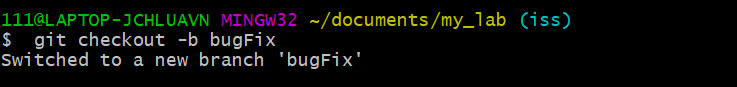 111@LAPTOP-JCHLUAVN MINGW32 ~/documents/my_lab (iss)
$  git checkout -b bugFix
Switched to a new branch 'bugFix'